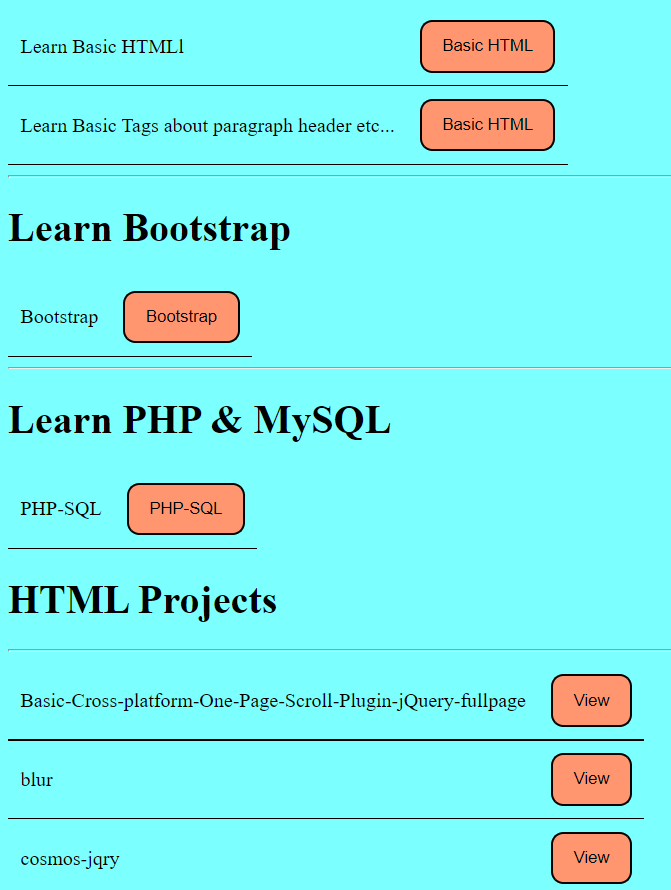 Learn Basic HTML!
Basic HTML
Learn Basic Tags about paragraph header etc...
Basic HTML
Learn Bootstrap
Bootstrap
Bootstrap
Learn PHP & MySQL
PHP-SQL
PHP-SQL
HTML Projects
Basic-Cross-platform-One-Page-Scroll-Plugin-jQuery-fullpage
View
blur
View
cosmos-jqry
View